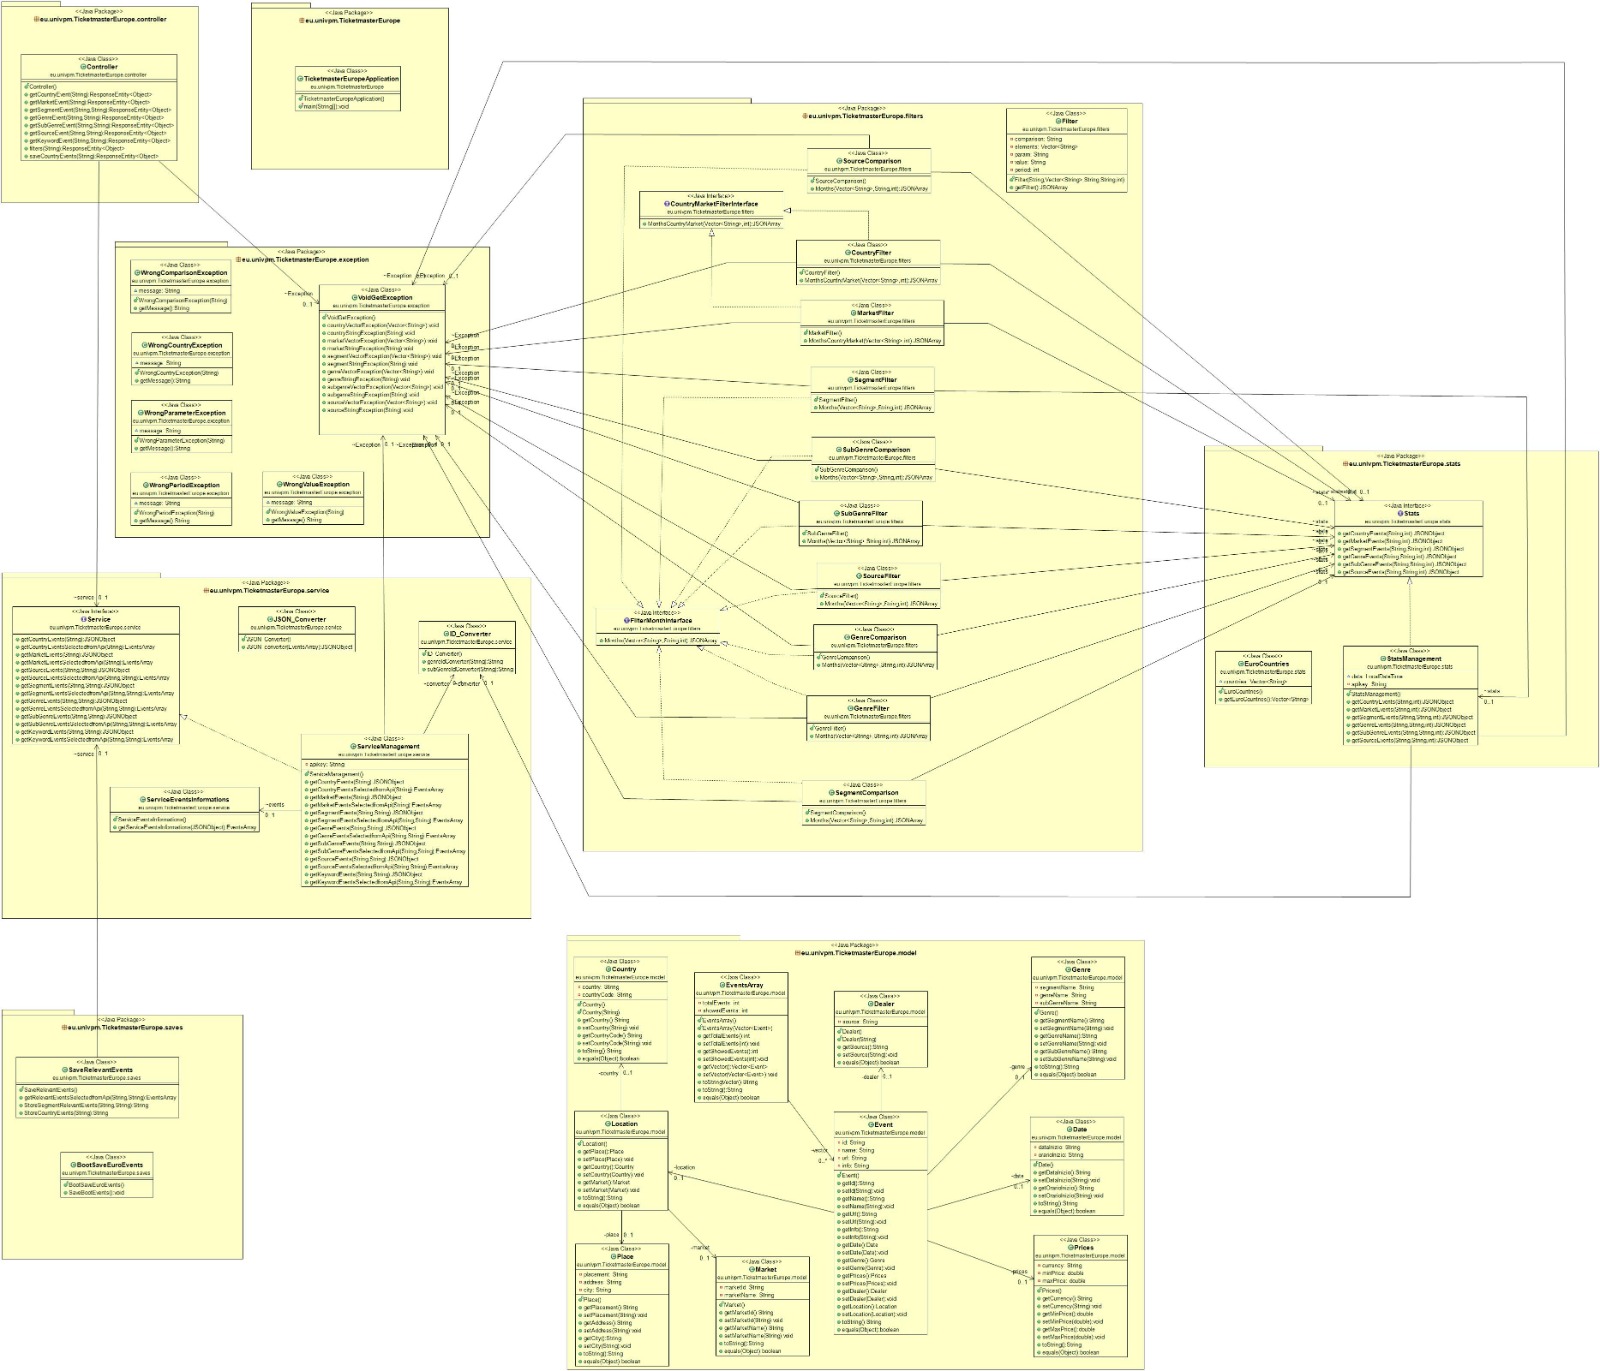 <<Java Package>>
eu.univpm.TicketmasterEurope.controller
<<Java Class>>
Controller
eu.univpm.TicketmasterEurope.controller
Controller()
getCountryEvent(String):ResponseEntity<Object>
getMarketEvent(String):ResponseEntity<Object>
getSegmentEvent(String,String):ResponseEntity<Object>
getGenreEvent(String,String):ResponseEntity<Object>
getSubGenreEvent(String,String):ResponseEntity<Object>
getSourceEvent(String,String):ResponseEntity<Object>
getKeywordEvent(String,String):ResponseEntity<Object>
filters(String):ResponseEntity<Object>
saveCountryEvents(String):ResponseEntity<Object>
<<Java Package>>
eu.univpm.TicketmasterEurope
<<Java Class>>
TicketmasterEuropeApplication
eu.univpm.TicketmasterEurope
TicketmasterEuropeApplication()
main(String[]):void
<<Java Package>>
eu.univpm.TicketmasterEurope.exception
<<Java Class>>
WrongComparisonException
eu.univpm.TicketmasterEurope.exception
message: String
WrongComparisonException(String)
getMessage():String
<<Java Class>>
WrongCountryException
eu.univpm.TicketmasterEurope.exception
message: String
WrongCountryException(String)
getMessage():String
<<Java Class>>
WrongParameterException
eu.univpm.TicketmasterEurope.exception
message: String
WrongParameterException(String)
getMessage():String
<<Java Class>>
WrongPeriodException
eu.univpm.TicketmasterEurope.exception
message: String
WrongPeriodException(String)
getMessage():String
<<Java Class>>
WrongValueException
eu.univpm.TicketmasterEurope.exception
message: String
WrongValueException(String)
getMessage():String
<<Java Class>>
VoidGetException
eu.univpm.TicketmasterEurope.exception
VoidGetException()
countryVectorException(Vector<String>):void
countryStringException(String):void
marketVectorException(Vector<String>):void
marketStringException(String):void
segmentVectorException(Vector<String>):void
segmentStringException(String):void
genreVectorException(Vector<String>):void
genreStringException(String):void
subgenreVectorException(Vector<String>):void
subgenreStringException(String):void
sourceVectorException(Vector<String>):void
sourceStringException(String):void
~Exception
0..1
<<Java Package>>
eu.univpm.TicketmasterEurope.filters
<<Java Class>>
Filter
eu.univpm.TicketmasterEurope.filters
comparison: String
elements: Vector<String>
param: String
value: String
period: int
Filter(String,Vector<String>,String,String,int)
getFilter():JSONArray
<<Java Class>>
SourceComparison
eu.univpm.TicketmasterEurope.filters
SourceComparison()
Months(Vector<String>,String,int):JSONArray
<<Java Interface>>
CountryMarketFilterInterface
eu.univpm.TicketmasterEurope.filters
MonthsCountryMarket(Vector<String>,int):JSONArray
<<Java Class>>
CountryFilter
eu.univpm.TicketmasterEurope.filters
CountryFilter()
MonthsCountryMarket(Vector<String>,int):JSONArray
<<Java Class>>
MarketFilter
eu.univpm.TicketmasterEurope.filters
MarketFilter()
MonthsCountryMarket(Vector<String>,int):JSONArray
<<Java Class>>
SegmentFilter
eu.univpm.TicketmasterEurope.filters
SegmentFilter()
Months(Vector<String>,String,int):JSONArray
<<Java Class>>
SubGenreComparison
eu.univpm.TicketmasterEurope.filters
SubGenreComparison()
Months(Vector<String>,String,int):JSONArray
<<Java Class>>
SubGenreFilter
eu.univpm.TicketmasterEurope.filters
SubGenreFilter()
Months(Vector<String>,String,int):JSONArray
<<Java Class>>
SourceFilter
eu.univpm.TicketmasterEurope.filters
SourceFilter()
Months(Vector<String>,String,int):JSONArray
<<Java Interface>>
FilterMonthInterface
eu.univpm.TicketmasterEurope.filters
Months(Vector<String>,String,int):JSONArray
<<Java Class>>
GenreComparison
eu.univpm.TicketmasterEurope.filters
GenreComparison()
Months(Vector<String>,String,int):JSONArray
<<Java Class>>
GenreFilter
eu.univpm.TicketmasterEurope.filters
GenreFilter()
Months(Vector<String>,String,int):JSONArray
<<Java Class>>
SegmentComparison
eu.univpm.TicketmasterEurope.filters
SegmentComparison()
Months(Vector<String>,String,int):JSONArray
<<Java Package>>
eu.univpm.TicketmasterEurope.stats
<<Java Interface>>
Stats
eu.univpm.TicketmasterEurope.stats
getCountryEvents(String,int):JSONObject
getMarketEvents(String,int):JSONObject
getSegmentEvents(String,String,int):JSONObject
getGenreEvents(String,String,int):JSONObject
getSubGenreEvents(String,String,int):JSONObject
getSourceEvents(String,String,int):JSONObject
~stats
0..1
<<Java Class>>
EuroCountries
eu.univpm.TicketmasterEurope.stats
countries: Vector<String>
EuroCountries()
getEuroCountries():Vector<String>
<<Java Class>>
StatsManagement
eu.univpm.TicketmasterEurope.stats
data: LocalDateTime
apikey: String
StatsManagement()
getCountryEvents(String,int):JSONObject
getMarketEvents(String,int):JSONObject
getSegmentEvents(String,String,int):JSONObject
getGenreEvents(String,String,int):JSONObject
getSubGenreEvents(String,String,int):JSONObject
getSourceEvents(String,String,int):JSONObject
~stats
0..1
<<Java Package>>
eu.univpm.TicketmasterEurope.service
~service 0..1
<<Java Interface>>
Service
eu.univpm.TicketmasterEurope.service
getCountryEvents(String):JSONObject
getCountryEventsSelectedfromApi(String):EventsArray
getMarketEvents(String):JSONObject
getMarketEventsSelectedfromApi(String):EventsArray
getSourceEvents(String,String):JSONObject
getSourceEventsSelectedfromApi(String,String):EventsArray
getSegmentEvents(String,String):JSONObject
getSegmentEventsSelectedfromApi(String,String):EventsArray
getGenreEvents(String,String):JSONObject
getGenreEventsSelectedfromApi(String,String):EventsArray
getSubGenreEvents(String,String):JSONObject
getSubGenreEventsSelectedfromApi(String,String):EventsArray
getKeywordEvents(String,String):JSONObject
getKeywordEventsSelectedfromApi(String,String):EventsArray
~service 0..1
<<Java Class>>
JSON_Converter
eu.univpm.TicketmasterEurope.service
JSON_Converter()
JSON_converter(EventsArray):JSONObject
<<Java Class>>
ID_Converter
eu.univpm.TicketmasterEurope.service
ID_Converter()
genreIdConverter(String):String
subGenreIdConverter(String):String
~converter
0..1
<<Java Class>>
ServiceManagement
eu.univpm.TicketmasterEurope.service
apikey: String
ServiceManagement()
getCountryEvents(String):JSONObject
getCountryEventsSelectedfromApi(String):EventsArray
getMarketEvents(String):JSONObject
getMarketEventsSelectedfromApi(String):EventsArray
getSegmentEvents(String,String):JSONObject
getSegmentEventsSelectedfromApi(String,String):EventsArray
getGenreEvents(String,String):JSONObject
getGenreEventsSelectedfromApi(String,String):EventsArray
getSubGenreEvents(String,String):JSONObject
getSubGenreEventsSelectedfromApi(String,String):EventsArray
getSourceEvents(String,String):JSONObject
getSourceEventsSelectedfromApi(String,String):EventsArray
getKeywordEvents(String,String):JSONObject
getKeywordEventsSelectedfromApi(String,String):EventsArray
<<Java Class>>
ServiceEventsInformations
eu.univpm.TicketmasterEurope.service
ServiceEventsInformations()
getServiceEventsInformations(JSONObject):EventsArray
~events
0..1
<<Java Package>>
eu.univpm.TicketmasterEurope.saves
<<Java Class>>
SaveRelevantEvents
eu.univpm.TicketmasterEurope.saves
SaveRelevantEvents()
getRelevantEventsSelectedfromApi(String,String):EventsArray
StoreSegmentRelevantEvents(String,String):String
StoreCountryEvents(String):String
<<Java Class>>
BootSaveEuroEvents
eu.univpm.TicketmasterEurope.saves
BootSaveEuroEvents()
SaveBootEvents():void
<<Java Package>>
eu.univpm.TicketmasterEurope.model
<<Java Class>>
Country
eu.univpm.TicketmasterEurope.model
country: String
countryCode: String
Country()
Country(String)
getCountry():String
setCountry(String):void
getCountryCode():String
setCountryCode(String):void
toString():String
equals(Object):boolean
-country 0..1
<<Java Class>>
EventsArray
eu.univpm.TicketmasterEurope.model
totalEvents: int
showedEvents: int
EventsArray()
EventsArray(Vector<Event>)
getTotalEvents():int
setTotalEvents(int):void
getShowedEvents():int
setShowedEvents(int):void
getVector():Vector<Event>
setVector(Vector<Event>):void
toStringVector():String
toString():String
equals(Object):boolean
<<Java Class>>
Dealer
eu.univpm.TicketmasterEurope.model
source: String
Dealer()
Dealer(String)
getSource():String
setSource(String):void
equals(Object):boolean
-dealer 0..1
<<Java Class>>
Genre
eu.univpm.TicketmasterEurope.model
segmentName: String
genreName: String
subGenreName: String
Genre()
getSegmentName():String
setSegmentName(String):void
getGenreName():String
setGenreName(String):void
getSubGenreName():String
setSubGenreName(String):void
toString():String
equals(Object):boolean
-genre
0..1
<<Java Class>>
Location
eu.univpm.TicketmasterEurope.model
Location()
getPlace():Place
setPlace(Place):void
getCountry():Country
setCountry(Country):void
getMarket():Market
setMarket(Market):void
toString():String
equals(Object):boolean
-location
0..1
<<Java Class>>
Event
eu.univpm.TicketmasterEurope.model
id: String
name: String
url: String
info: String
Event()
getId():String
setId(String):void
getName():String
setName(String):void
getUrl():String
setUrl(String):void
getInfo():String
setInfo(String):void
getDate():Date
setDate(Date):void
getGenre():Genre
setGenre(Genre):void
getPrices():Prices
setPrices(Prices):void
getDealer():Dealer
setDealer(Dealer):void
getLocation():Location
setLocation(Location):void
toString():String
equals(Object):boolean
-vector
0..*
<<Java Class>>
Date
eu.univpm.TicketmasterEurope.model
dataInizio: String
orarioInizio: String
Date()
getDataInizio():String
setDataInizio(String):void
getOrarioInizio():String
setOrarioInizio(String):void
toString():String
equals(Object):boolean
-date
0..1
-place 0..1
<<Java Class>>
Place
eu.univpm.TicketmasterEurope.model
placement: String
address: String
city: String
Place()
getPlacement():String
setPlacement(String):void
getAddress():String
setAddress(String):void
getCity():String
setCity(String):void
toString():String
equals(Object):boolean
-market
0..1
<<Java Class>>
Market
eu.univpm.TicketmasterEurope.model
marketId: String
marketName: String
Market()
getMarketId():String
setMarketId(String):void
getMarketName():String
setMarketName(String):void
toString():String
equals(Object):boolean
-prices
0..1
<<Java Class>>
Prices
eu.univpm.TicketmasterEurope.model
currency: String
minPrice: double
maxPrice: double
Prices()
getCurrency():String
setCurrency(String):void
getMinPrice():double
setMinPrice(double):void
getMaxPrice():double
setMaxPrice(double):void
toString():String
equals(Object):boolean